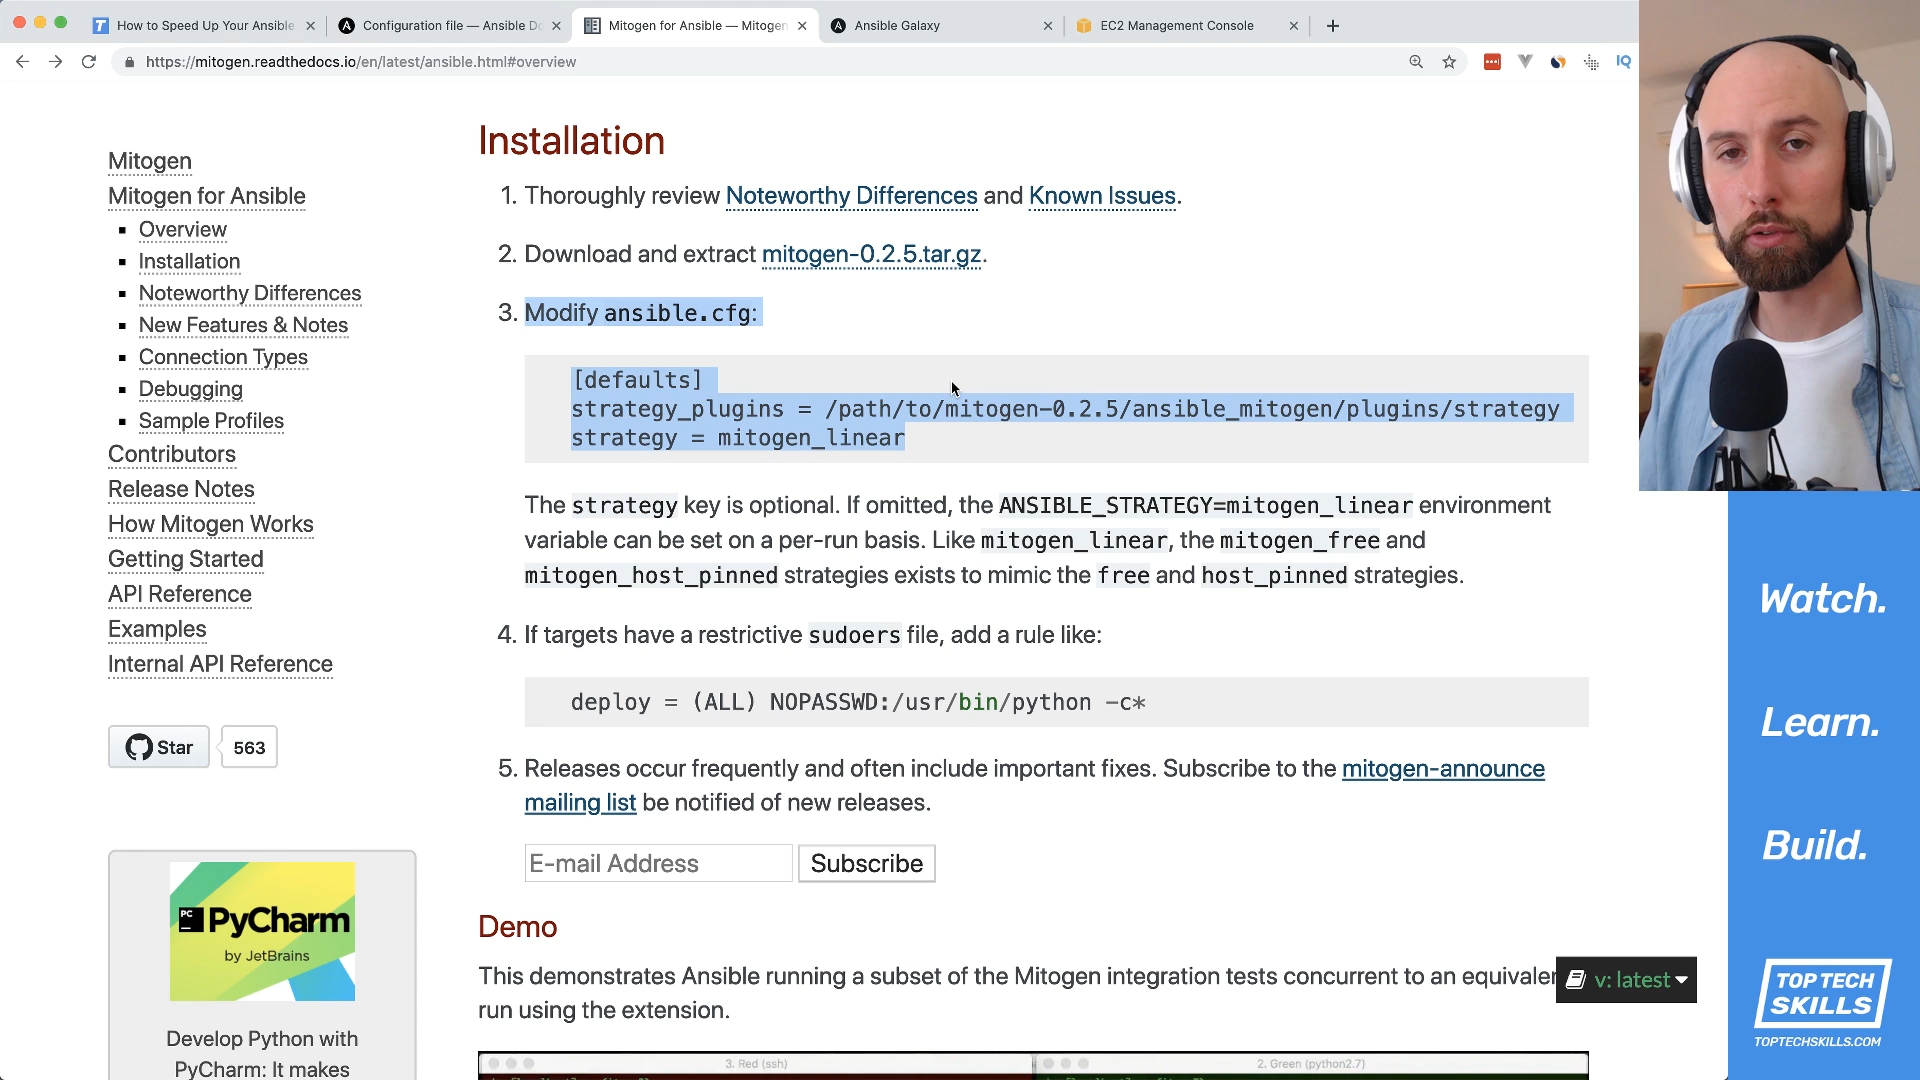 How to Speed Up Your Ansible
Configuration file — Ansible Do
Mitogen for Ansible — Mitogen
Ansible Galaxy
EC2 Management Console
https://mitogen.readthedocs.io/en/latest/ansible.html#overview
IQ
Mitogen
Mitogen for Ansible
Overview
Installation
Noteworthy Differences
New Features & Notes
Connection Types
Debugging
Sample Profiles
Contributors
Release Notes
How Mitogen Works
Getting Started
API Reference
Examples
Internal API Reference
Star
563
PC
PyCharm
by JetBrains
Develop Python with
PyCharm: It makes
Installation
1. Thoroughly review Noteworthy Differences and Known Issues.
2. Download and extract mitogen-0.2.5.tar.gz.
3. Modify ansible.cfg:
[defaults]
strategy_plugins = /path/to/mitogen-0.2.5/ansible_mitogen/plugins/strategy
strategy = mitogen_linear
The strategy key is optional. If omitted, the ANSIBLE_STRATEGY=mitogen_linear environment
variable can be set on a per-run basis. Like mitogen_linear, the mitogen_free and
mitogen_host_pinned strategies exists to mimic the free and host_pinned strategies.
4. If targets have a restrictive sudoers file, add a rule like:
deploy = (ALL) NOPASSWD:/usr/bin/python -c*
5. Releases occur frequently and often include important fixes. Subscribe to the mitogen-announce
mailing list be notified of new releases.
E-mail Address
Subscribe
Demo
This demonstrates Ansible running a subset of the Mitogen integration tests concurrent to an equivalen
run using the extension.
3. Red (ssh)
2. Green (python2.7)
v: latest
Watch.
Learn.
Build.
TOP TECH
SKILLS
TOPTECHSKILLS.COM